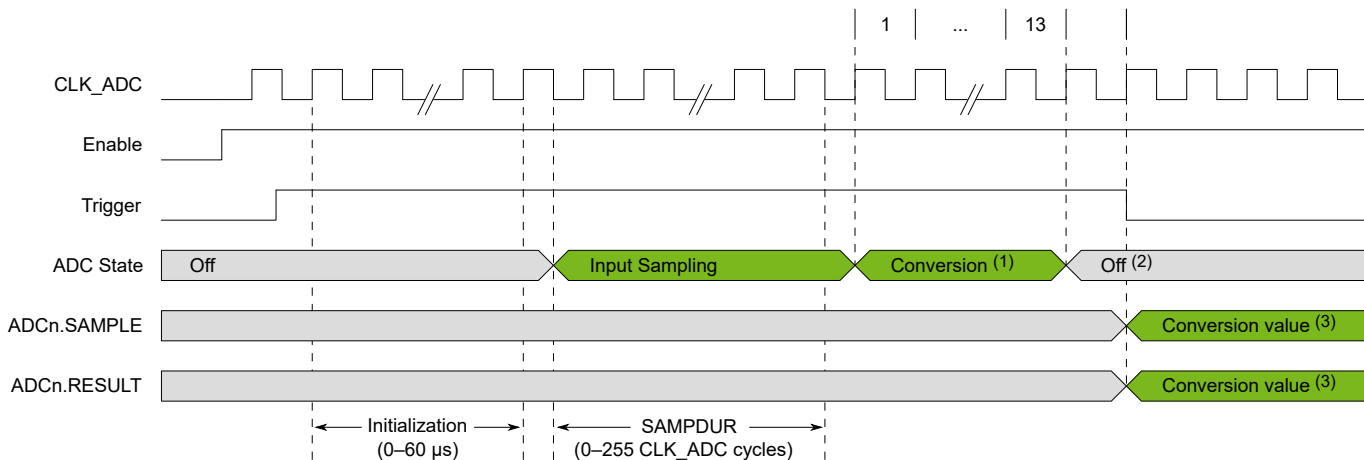 1 ... 13
CLK_ADC
Enable
Trigger
ADC State Off Input Sampling Conversion (1) Off (2)
ADCn.SAMPLE Conversion value (3)
ADCn.RESULT Conversion value (3)
Initialization SAMPDUR
(0–60 µs) (0–255 CLK_ADC cycles)